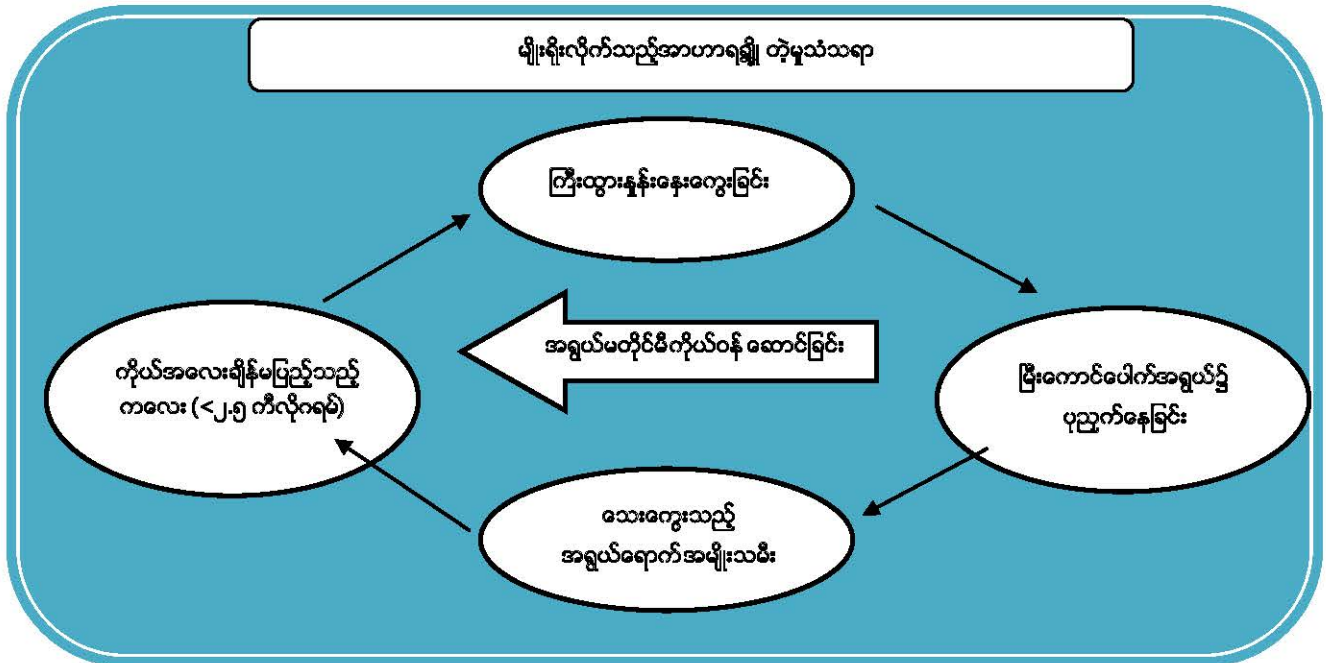 မျိုးရိုးလိုက်သည့်အာဟာရချို့ တဲ့မှုသံသရာ
ကြီးထွားနှုန်းနှေးကွေးခြင်း
အရွယ်မတိုင်မီကိုယ်ဝန် ဆောင်ခြင်း
ကိုယ်အလေးချိန်မပြည့်သည့်
ကလေး (<၂.၅ ကီလိုဂရမ်)
မြီးကောင်ပေါက်အရွယ်၌
ပုညှက်နေခြင်း
သေးကွေးသည့်
အရွယ်ရောက်အမျိုးသမီး